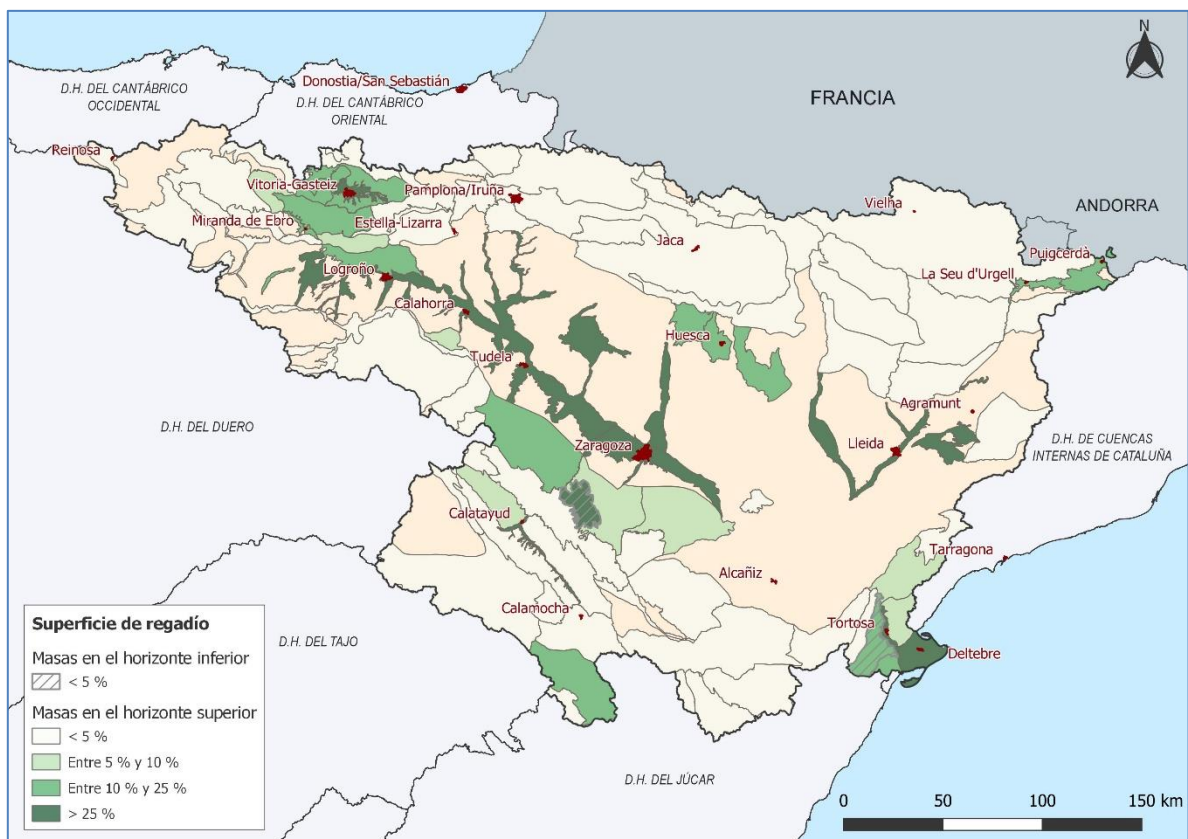 N
Donostia/San Sebastián
D.H. DEL CANTÁBRICO
OCCIDENTAL
D.H. DEL CANTÁBRICO
ORIENTAL
FRANCIA
Reinosa
Vitoria-Gasteiz
Pamplona/Iruña
Vielha
ANDORRA
Miranda de Ebro
Estella-Lizarra
Jaca
Puigcerdà
La Seu d'Urgell
Logroño
Calahorra
Huesca
Tudela
Agramunt
D.H. DEL DUERO
Zaragoza
Lleida
D.H. DE CUENCAS
INTERNAS DE CATALUÑA
Calatayud
Tarragona
Alcañiz
Calamocha
Tortosa
Deltebre
D.H. DEL TAJO
D.H. DEL JÚCAR
Superficie de regadío
Masas en el horizonte inferior
< 5 %
Masas en el horizonte superior
< 5 %
Entre 5 % y 10 %
Entre 10 % y 25 %
> 25 %
0 50 100 150 km